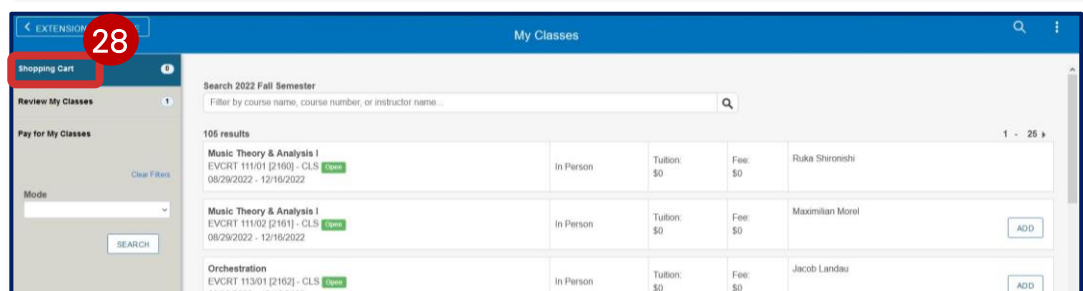 EXTENSION
28
My Classes
Shopping Cart 0
Review My Classes 1
Pay for My Classes
Clear Filters
Mode
SEARCH
Search 2022 Fall Semester
Filter by course name, course number, or instructor name...
105 results 1 - 25
Music Theory & Analysis I
EVCRT 111/01 [2160] - CLS Open
08/29/2022 - 12/16/2022
In Person
Tuition:
$0
Fee:
$0
Ruka Shironishi
Music Theory & Analysis I
EVCRT 111/02 [2161] - CLS Open
08/29/2022 - 12/16/2022
In Person
Tuition:
$0
Fee:
$0
Maximilian Morel
ADD
Orchestration
EVCRT 113/01 [2162] - CLS Open
In Person
Tuition:
$0
Fee:
$0
Jacob Landau
ADD